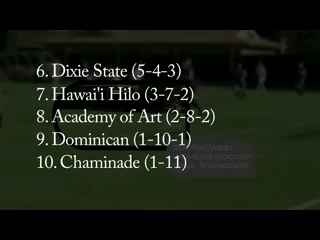 6. Dixie State (5-4-3)
7. Hawai'i Hilo (3-7-2)
8. Academy of Art (2-8-2)
9. Dominican (1-10-1)
10. Chaminade (1-11)